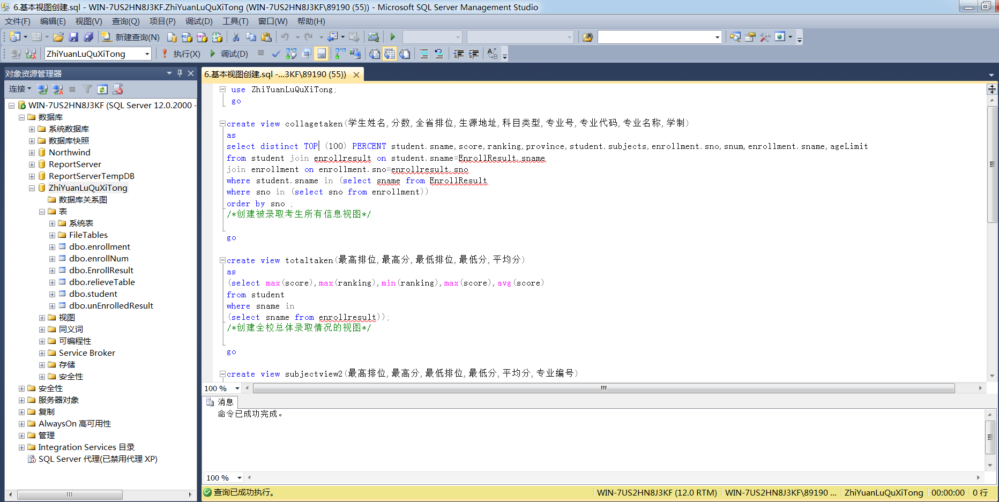 6.基本视图创建.sql - WIN-7US2HN8J3KF.ZhiYuanLuQuXiTong (WIN-7US2HN8J3KF\89190 (55)) - Microsoft SQL Server Management Studio
文件(F) 编辑(E) 视图(V) 查询(Q) 项目(P) 调试(D) 工具(T) 窗口(W) 帮助(H)
新建查询(N)
ZhiYuanLuQuXiTong 执行(X) 调试(D)
对象资源管理器
连接
WIN-7US2HN8J3KF (SQL Server 12.0.2000 -
数据库
系统数据库
数据库快照
Northwind
ReportServer
ReportServerTempDB
ZhiYuanLuQuXiTong
数据库关系图
表
系统表
FileTables
dbo.enrollment
dbo.enrollNum
dbo.EnrollResult
dbo.relieveTable
dbo.student
dbo.unEnrolledResult
视图
同义词
可编程性
Service Broker
存储
安全性
安全性
服务器对象
复制
AlwaysOn 高可用性
管理
Integration Services 目录
SQL Server 代理(已禁用代理 XP)
6.基本视图创建.sql -...3KF\89190 (55))
use ZhiYuanLuQuXiTong;
go
create view collagetaken(学生姓名,分数,全省排位,生源地址,科目类型,专业号,专业代码,专业名称,学制)
as
select distinct TOP (100) PERCENT student.sname,score,ranking,province,student.subjects,enrollment.sno,snum,enrollment.sname,ageLimit
from student join enrollresult on student.sname=EnrollResult.sname
join enrollment on enrollment.sno=enrollresult.sno
where student.sname in (select sname from EnrollResult
where sno in (select sno from enrollment))
order by sno ;
/*创建被录取考生所有信息视图*/
go
create view totaltaken(最高排位,最高分,最低排位,最低分,平均分)
as
(select max(score),max(ranking),min(ranking),max(score),avg(score)
from student
where sname in
(select sname from enrollresult));
/*创建全校总体录取情况的视图*/
go
create view subjectview2(最高排位,最高分,最低排位,最低分,平均分,专业编号)
100 %
消息
命令已成功完成。
100 %
查询已成功执行。 WIN-7US2HN8J3KF (12.0 RTM) WIN-7US2HN8J3KF\89190 ... ZhiYuanLuQuXiTong 00:00:00 0 行